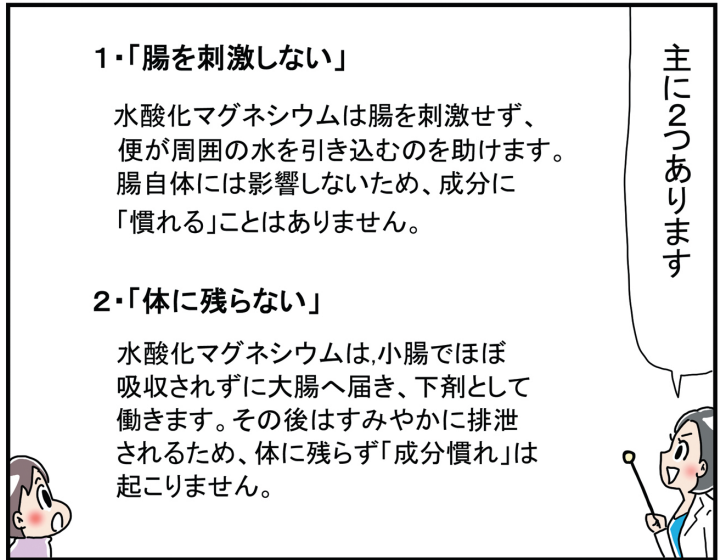 主に2つあります
1・「腸を刺激しない」
水酸化マグネシウムは腸を刺激せず、
便が周囲の水を引き込むのを助けます。
腸自体には影響しないため、成分に
「慣れる」ことはありません。
2・「体に残らない」
水酸化マグネシウムは,小腸でほぼ
吸収されずに大腸へ届き、下剤として
働きます。その後はすみやかに排泄
されるため、体に残らず「成分慣れ」は
起こりません。